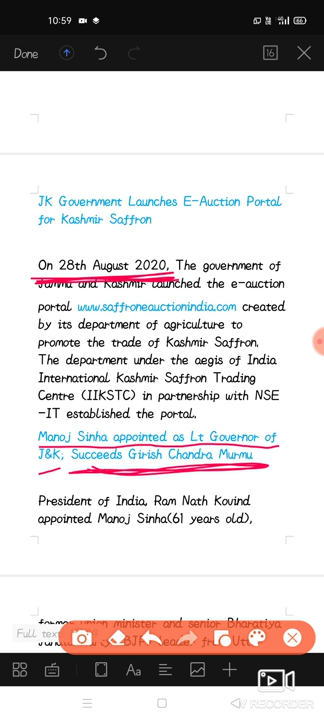 10:59
66
Done
16
JK Government Launches E-Auction Portal
for Kashmir Saffron
On 28th August 2020, The government of
Jammu and Kashmir launched the e-auction
portal www.saffroneauctionindia.com created
by its department of agriculture to
promote the trade of Kashmir Saffron.
The department under the aegis of India
International Kashmir Saffron Trading
Centre (IIKSTC) in partnership with NSE
-IT established the portal.
Manoj Sinha appointed as Lt Governor of
J&K, Succeeds Girish Chandra Murmu
President of India, Ram Nath Kovind
appointed Manoj Sinha(61 years old),
former union minister and senior Bharatiya
Full text
Aa
RECORDER